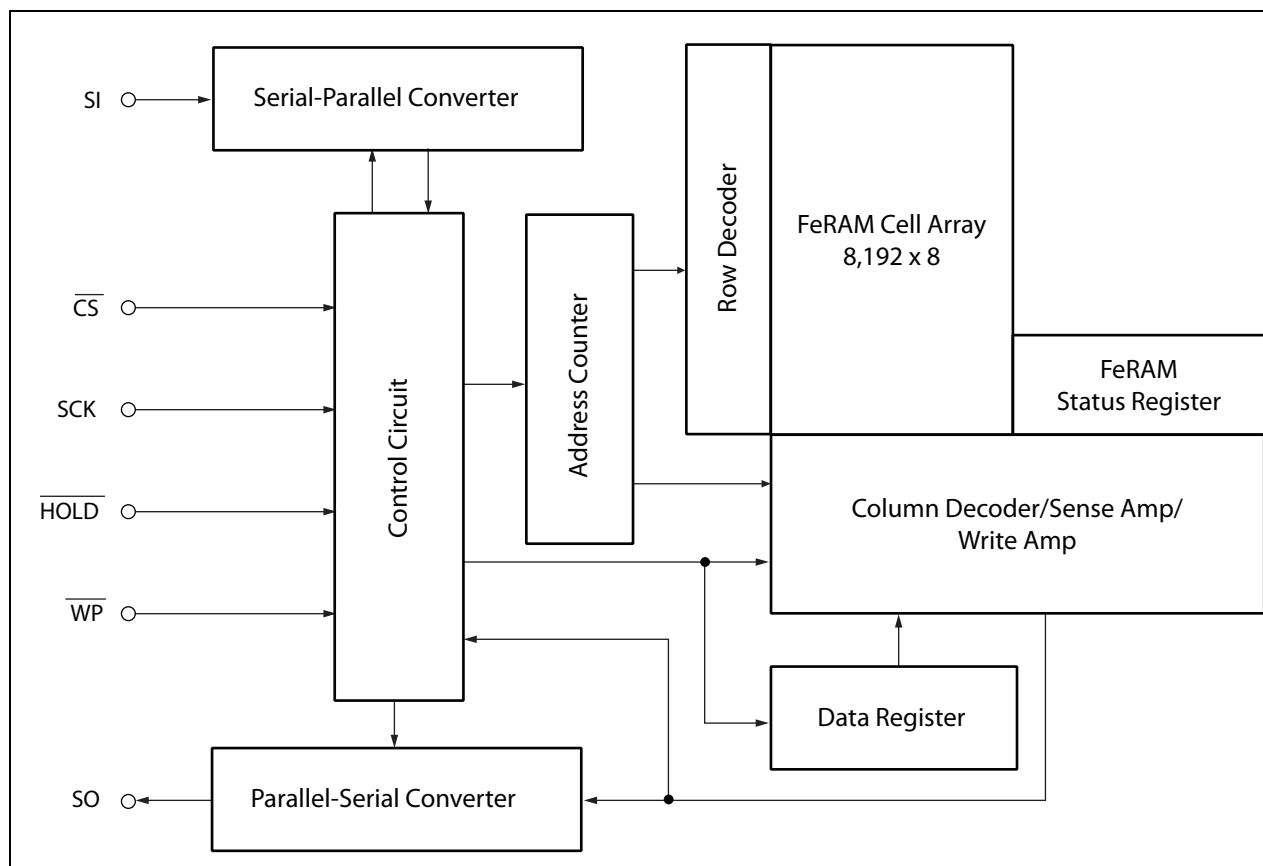 SI
Serial-Parallel Converter
Row Decoder
FeRAM Cell Array
8,192 x 8
CS
SCK
HOLD
WP
Control Circuit
Address Counter
FeRAM
Status Register
Column Decoder/Sense Amp/
Write Amp
Data Register
SO
Parallel-Serial Converter